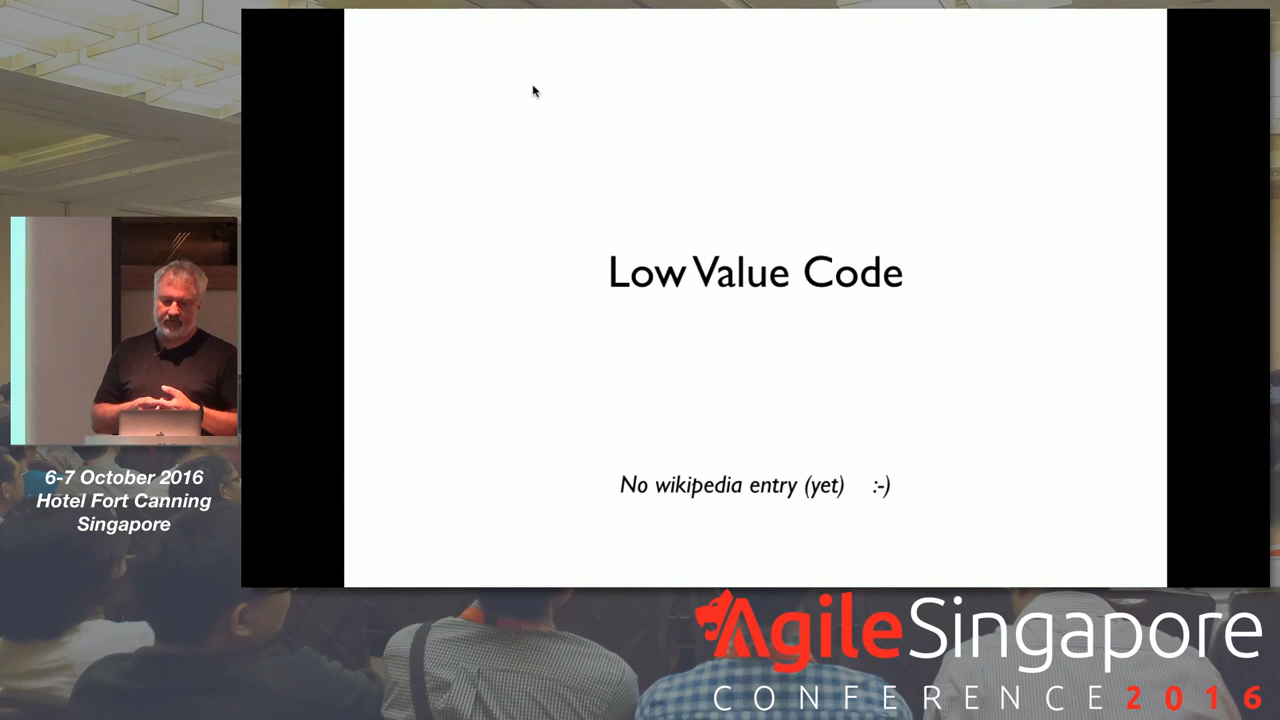 Low Value Code
No wikipedia entry (yet) :-)
6-7 October 2016
Hotel Fort Canning
Singapore
AgileSingapore
CONFERENCE 2016